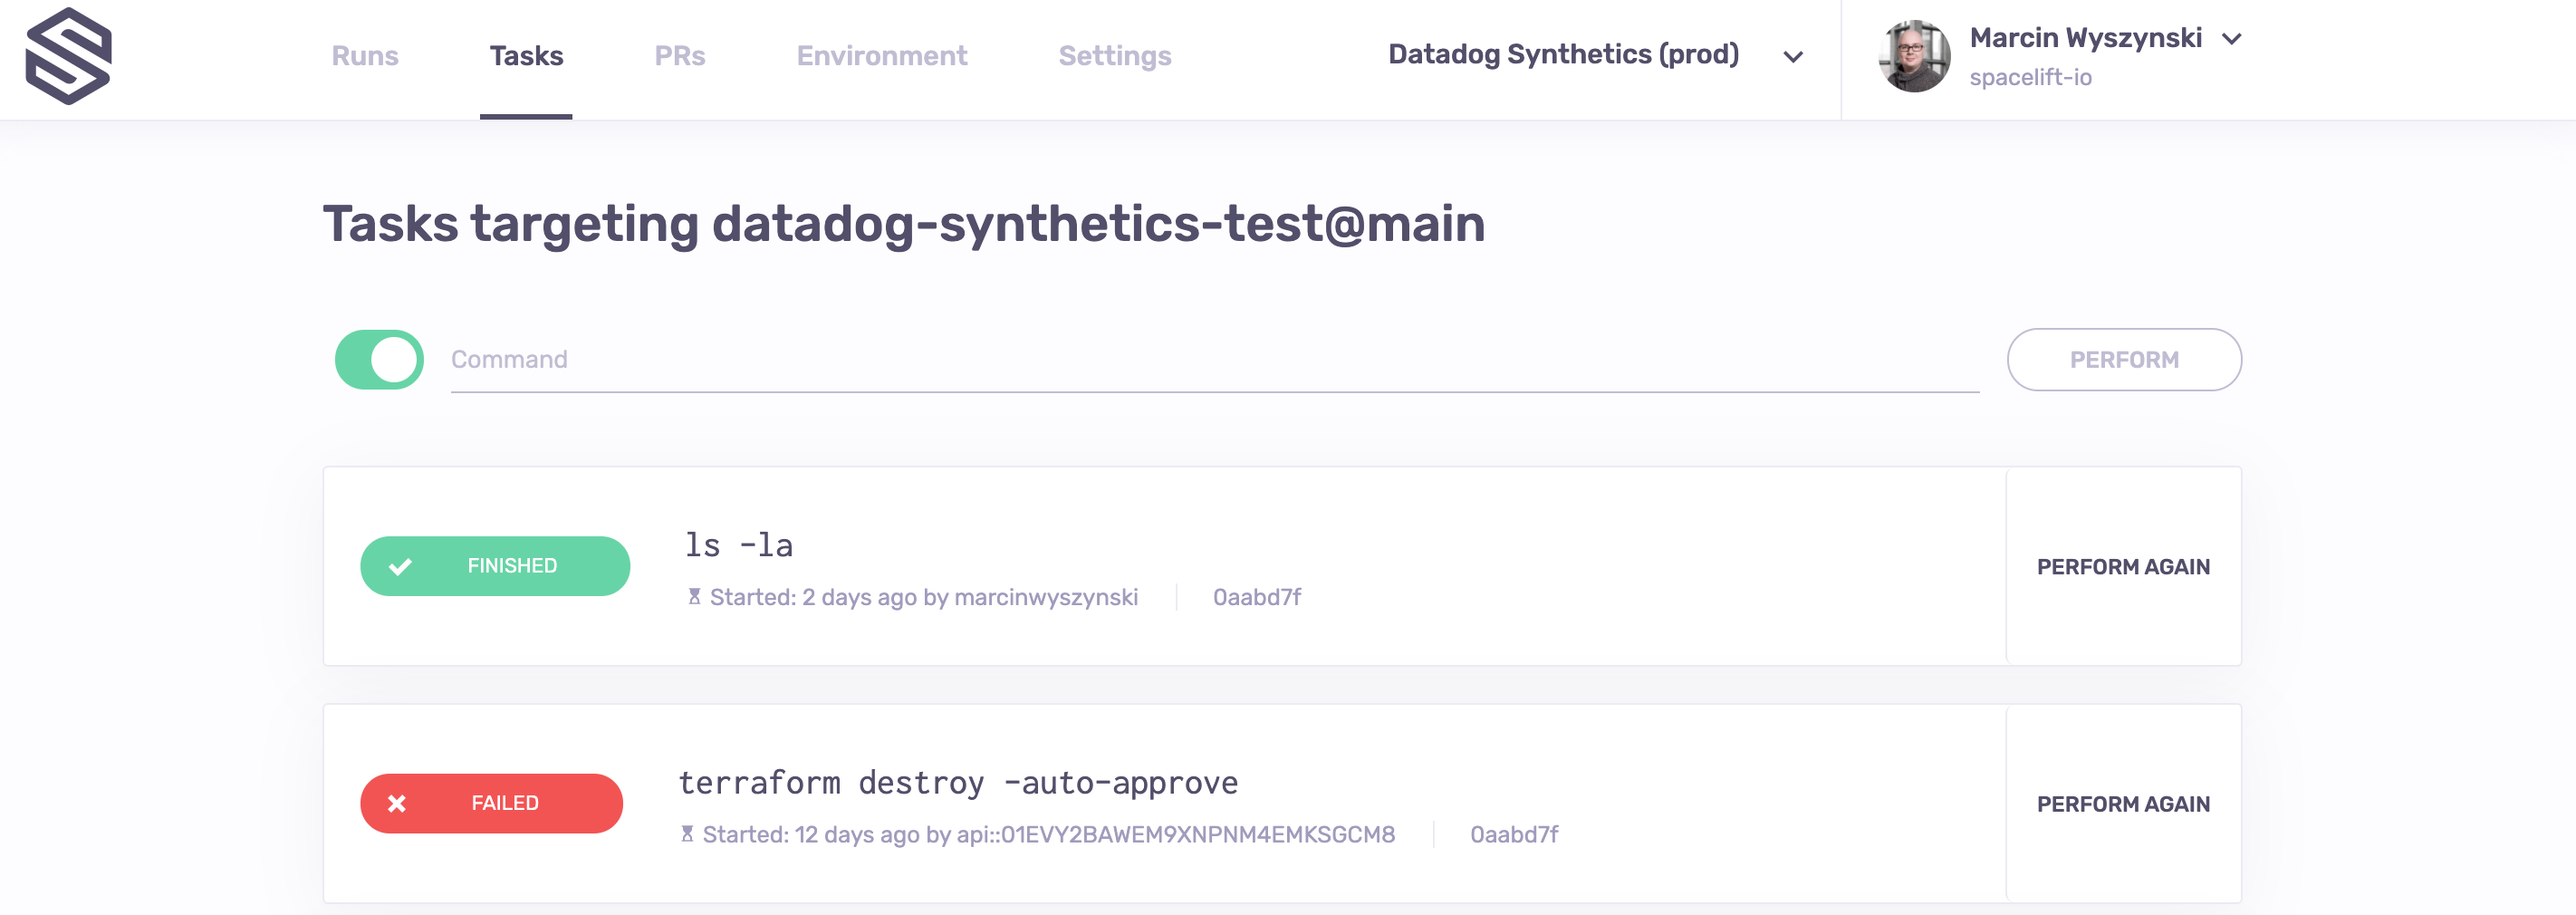 Runs Tasks PRs Environment Settings Datadog Synthetics (prod) Marcin Wyszynski
spacelift-io
Tasks targeting datadog-synthetics-test@main
Command PERFORM
FINISHED ls -la
Started: 2 days ago by marcinwyszynski 0aabd7f
PERFORM AGAIN
FAILED terraform destroy -auto-approve
Started: 12 days ago by api::01EVY2BAWEM9XNPNM4EMKSGCM8 0aabd7f
PERFORM AGAIN